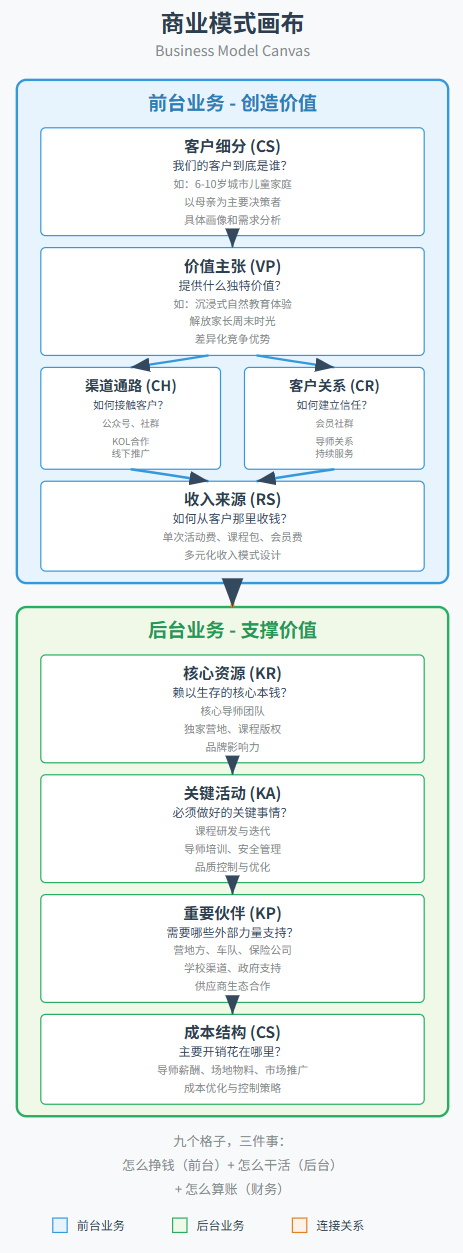 商业模式画布
Business Model Canvas
前台业务 - 创造价值
客户细分 (CS)
我们的客户到底是谁？
如：6-10岁城市儿童家庭
以母亲为主要决策者
具体画像和需求分析
价值主张 (VP)
提供什么独特价值？
如：沉浸式自然教育体验
解放家长周末时光
差异化竞争优势
渠道通路 (CH)
如何接触客户？
公众号、社群
KOL合作
线下推广
客户关系 (CR)
如何建立信任？
会员社群
导师关系
持续服务
收入来源 (RS)
如何从客户那里收钱？
单次活动费、课程包、会员费
多元化收入模式设计
后台业务 - 支撑价值
核心资源 (KR)
赖以生存的核心本钱？
核心导师团队
独家营地、课程版权
品牌影响力
关键活动 (KA)
必须做好的关键事情？
课程研发与迭代
导师培训、安全管理
品质控制与优化
重要伙伴 (KP)
需要哪些外部力量支持？
营地方、车队、保险公司
学校渠道、政府支持
供应商生态合作
成本结构 (CS)
主要开销花在哪里？
导师薪酬、场地物料、市场推广
成本优化与控制策略
九个格子，三件事：
怎么挣钱（前台）+ 怎么干活（后台）
+ 怎么算账（财务）
前台业务
后台业务
连接关系